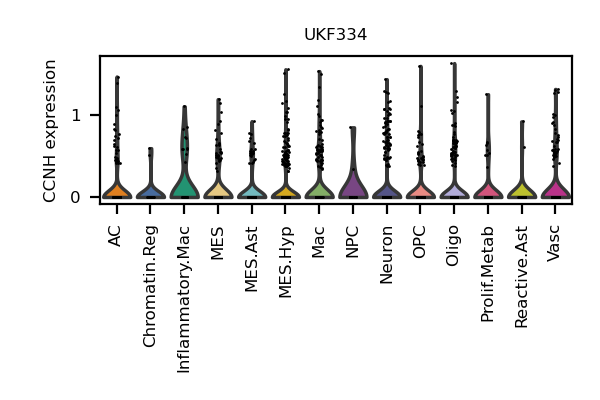 UKF334
CCNH expression
1
0
AC
Chromatin.Reg
Inflammatory.Mac
MES
MES.Ast
MES.Hyp
Mac
NPC
Neuron
OPC
Oligo
Prolif.Metab
Reactive.Ast
Vasc